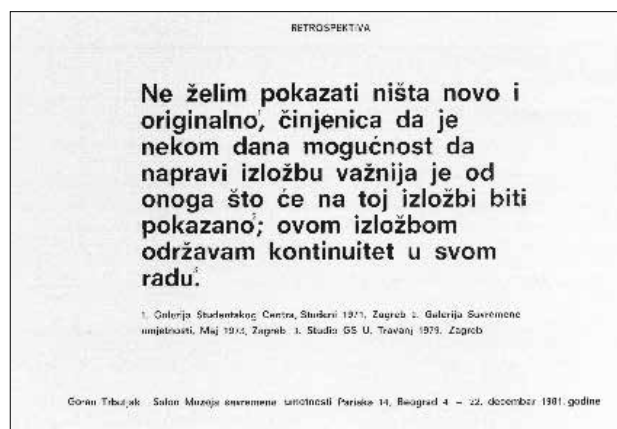 RETROSPEKTIVA
Ne želim pokazati ništa novo i
originalno¹, činjenica da je
nekom dana mogućnost da
napravi izložbu važnija je od
onoga što će na toj izložbi biti
pokazano²; ovom izložbom
održavam kontinuitet u svom
radu³.
1. Galerija Studentskog Centra, Studeni 1971, Zagreb 2. Galerija Suvremene
umjetnosti, Maj 1973, Zagreb. 3. Studio GS U, Travanj 1979, Zagreb
Goran Trbuljak Salon Muzeja savremene umetnosti Pariska 14, Beograd 4 – 22. decembar 1981. godine